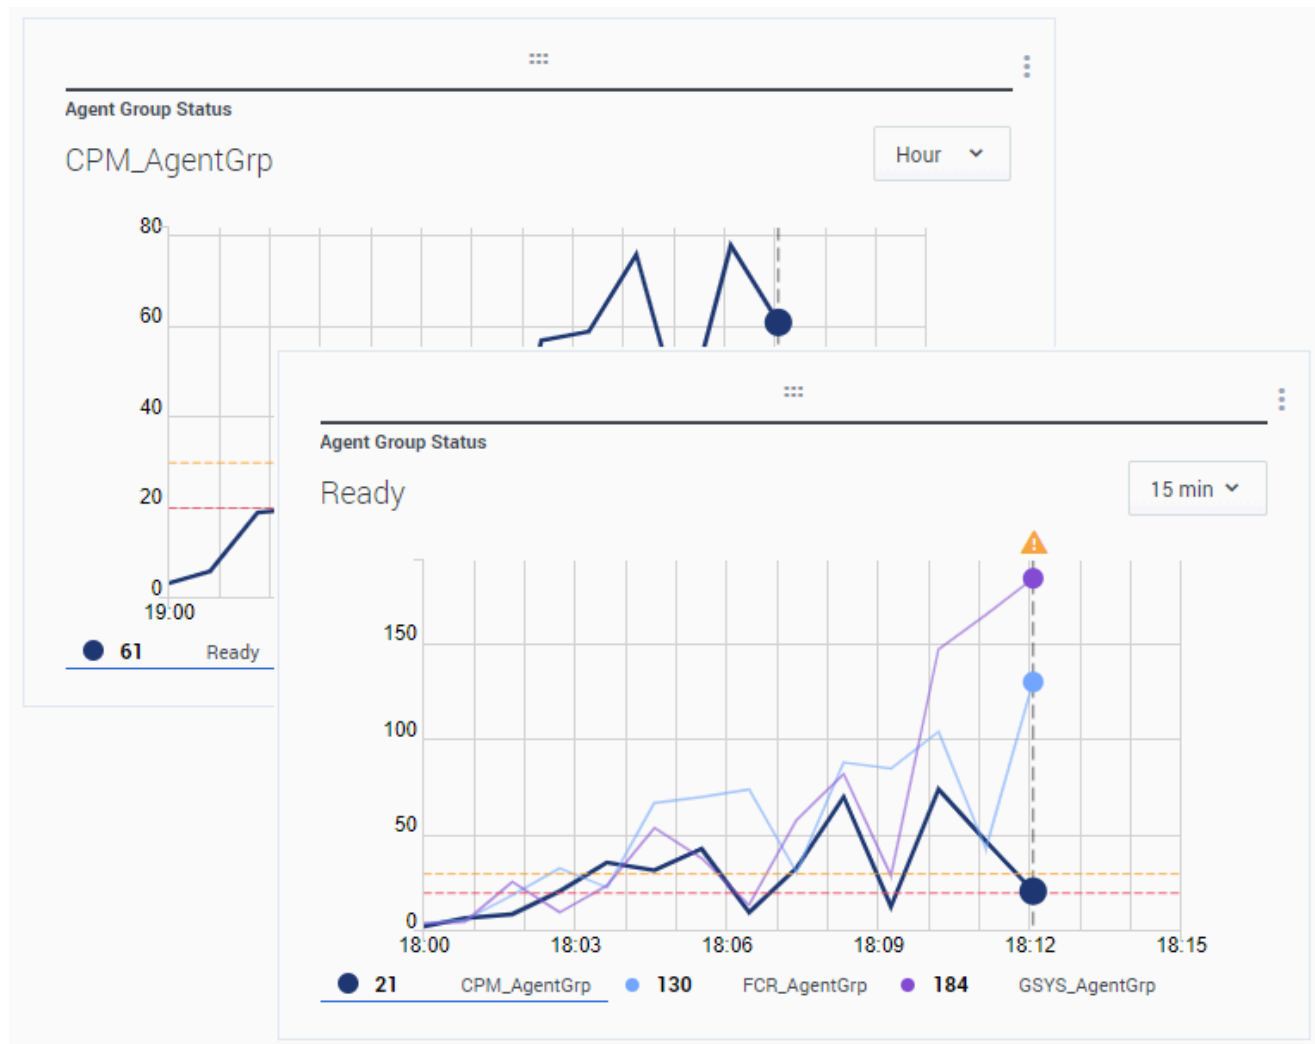 Agent Group Status
CPM_AgentGrp
Hour
80
60
40
20
0
19:00
61 Ready
Agent Group Status
Ready
15 min
150
100
50
0
18:00 18:03 18:06 18:09 18:12 18:15
21 CPM_AgentGrp 130 FCR_AgentGrp 184 GSYS_AgentGrp